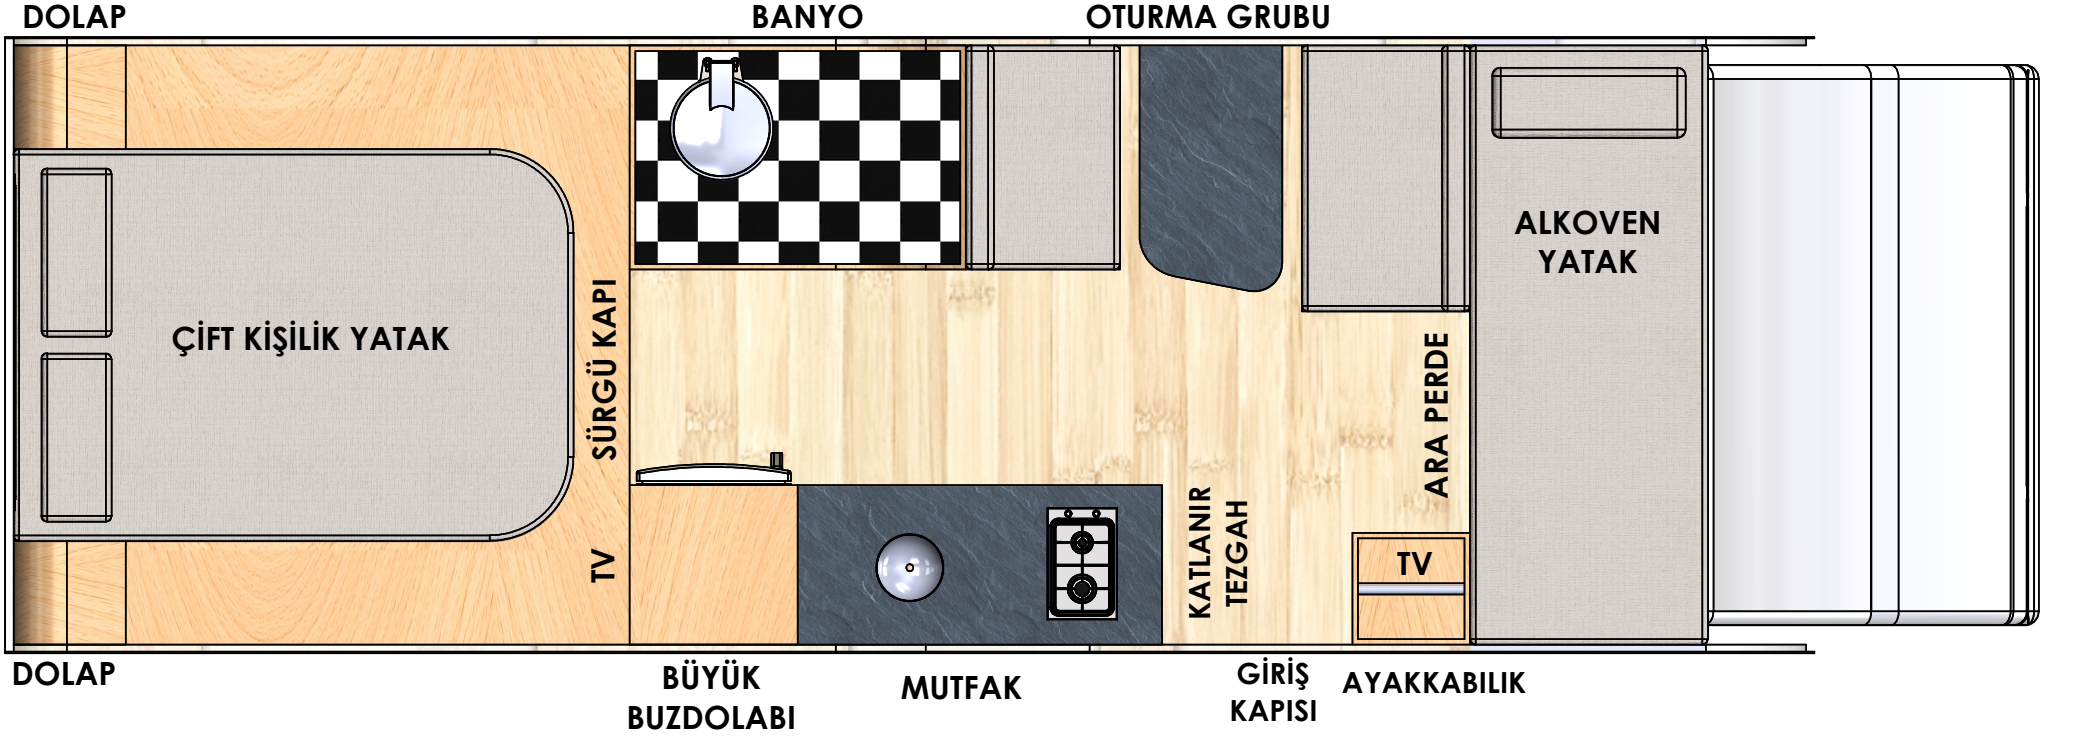 DOLAP
BANYO
OTURMA GRUBU
ALKOVEN
YATAK
ÇİFT KİŞİLİK YATAK
SÜRGÜ KAPI
ARA PERDE
KATLANIR
TEZGAH
TV
TV
DOLAP
BÜYÜK
BUZDOLABI
MUTFAK
GİRİŞ
KAPISI
AYAKKABILIK